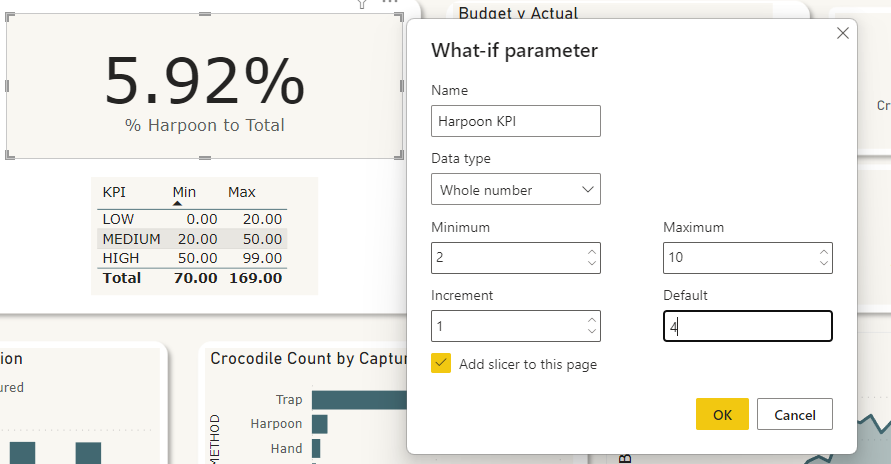 Budget v Actual
5.92%
% Harpoon to Total
KPI Min Max
LOW 0.00 20.00
MEDIUM 20.00 50.00
HIGH 50.00 99.00
Total 70.00 169.00
What-if parameter
Name
Harpoon KPI
Data type
Whole number
Minimum Maximum
2 10
Increment Default
1 4
Add slicer to this page
OK Cancel
Cr
ion
ured
Crocodile Count by Captur
METHOD
Trap
Harpoon
Hand
B